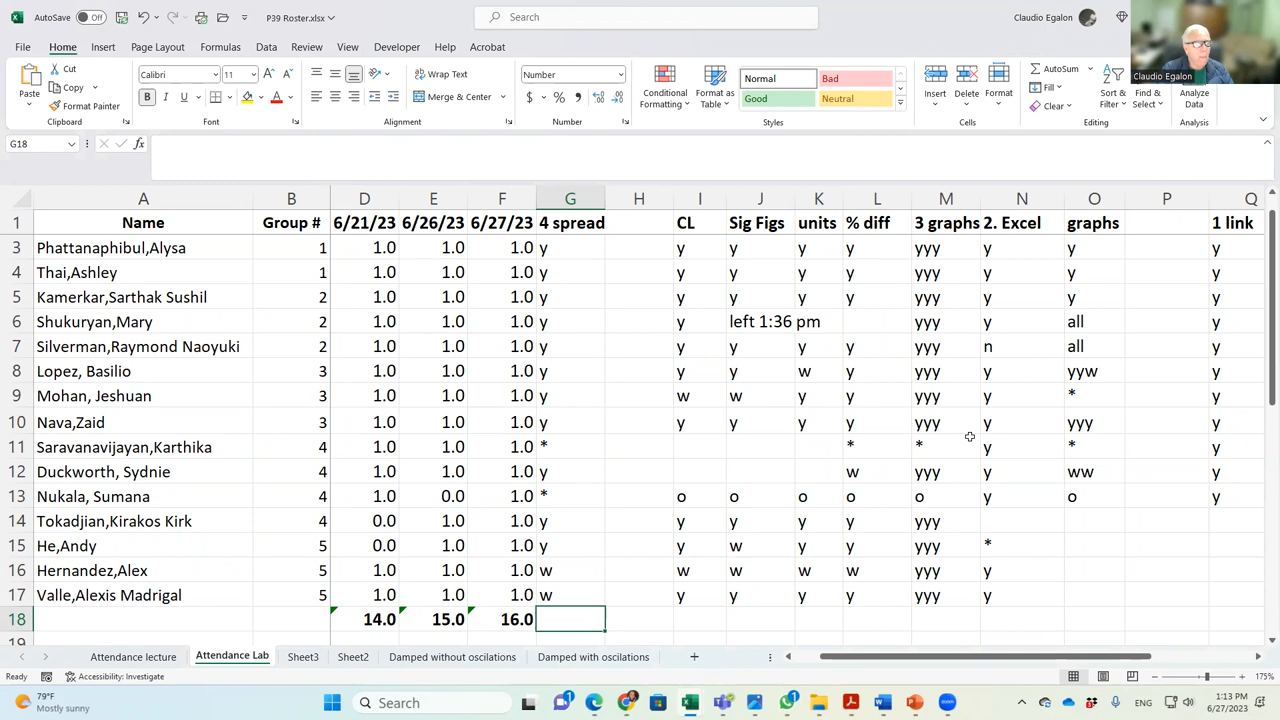 AutoSave Off P39 Roster.xlsx Search Claudio Egalon
File Home Insert Page Layout Formulas Data Review View Developer Help Acrobat
Paste Cut Copy Format Painter Clipboard
Calibri 11 B I U Font
Wrap Text Merge & Center Alignment
Number $ % Number
Conditional Formatting Format as Table Normal Bad Good Neutral Styles
Insert Delete Format Cells
AutoSum Fill Clear Sort & Filter Find & Select Editing
Analyze Data Analysis
Claudio Egalon
G18 fx
A B D E F G H I J K L M N O P Q
1 Name Group # 6/21/23 6/26/23 6/27/23 4 spread CL Sig Figs units % diff 3 graphs 2. Excel graphs 1 link
3 Phattanaphibul,Alysa 1 1.0 1.0 1.0 y y y y y yyy y y y
4 Thai,Ashley 1 1.0 1.0 1.0 y y y y y yyy y y y
5 Kamerkar,Sarthak Sushil 2 1.0 1.0 1.0 y y y y y yyy y y y
6 Shukuryan,Mary 2 1.0 1.0 1.0 y y left 1:36 pm yyy y all y
7 Silverman,Raymond Naoyuki 2 1.0 1.0 1.0 y y y y y yyy n all y
8 Lopez, Basilio 3 1.0 1.0 1.0 y y y w y yyy y yyw y
9 Mohan, Jeshuan 3 1.0 1.0 1.0 y w w y y yyy y * y
10 Nava,Zaid 3 1.0 1.0 1.0 y y y y y yyy y yyy y
11 Saravanavijayan,Karthika 4 1.0 1.0 1.0 * * * y * y
12 Duckworth, Sydnie 4 1.0 1.0 1.0 y w yyy y ww y
13 Nukala, Sumana 4 1.0 0.0 1.0 * o o o o o y o y
14 Tokadjian,Kirakos Kirk 4 0.0 1.0 1.0 y y y y y yyy
15 He,Andy 5 0.0 1.0 1.0 y y w y y yyy *
16 Hernandez,Alex 5 1.0 1.0 1.0 w w w w w yyy y
17 Valle,Alexis Madrigal 5 1.0 1.0 1.0 w y y y y yyy y
18 14.0 15.0 16.0
19
Attendance lecture Attendance Lab Sheet3 Sheet2 Damped without oscilations Damped with oscilations
Ready Accessibility: Investigate 175%
79°F Mostly sunny Search 1 1 ENG 1:13 PM 6/27/2023